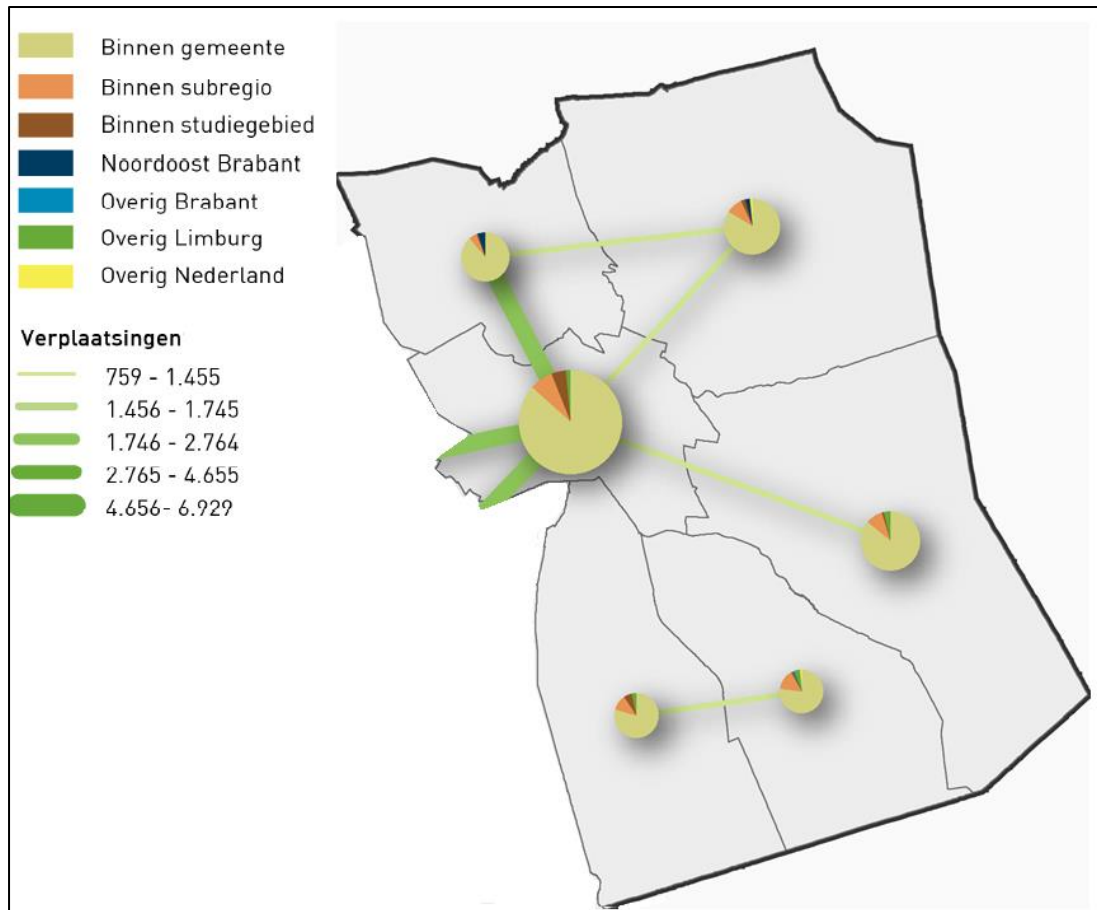 Binnen gemeente
Binnen subregio
Binnen studiegebied
Noordoost Brabant
Overig Brabant
Overig Limburg
Overig Nederland
Verplaatsingen
759 - 1.455
1.456 - 1.745
1.746 - 2.764
2.765 - 4.655
4.656- 6.929